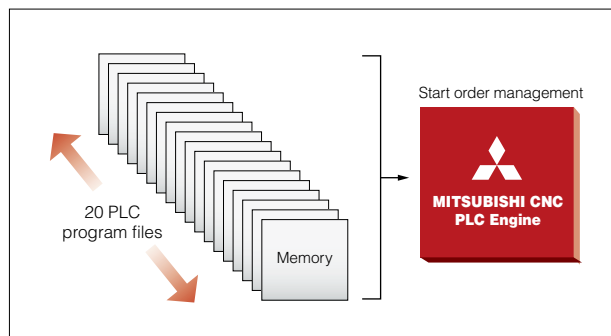 Start order management
MITSUBISHI CNC
PLC Engine
20 PLC
program files
Memory